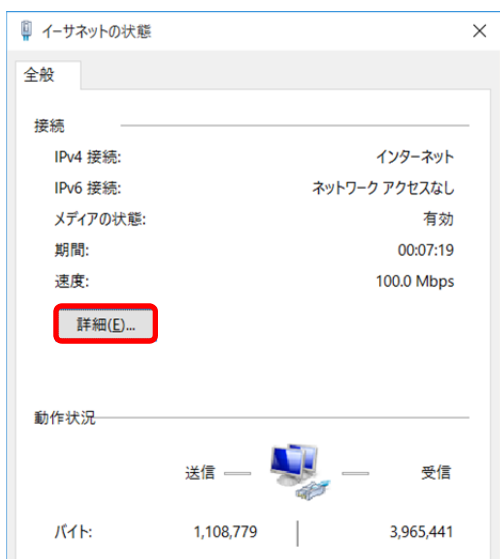 イーサネットの状態
全般
接続
IPv4 接続: インターネット
IPv6 接続: ネットワーク アクセスなし
メディアの状態: 有効
期間: 00:07:19
速度: 100.0 Mbps
詳細(E)...
動作状況
送信 受信
バイト: 1,108,779 3,965,441